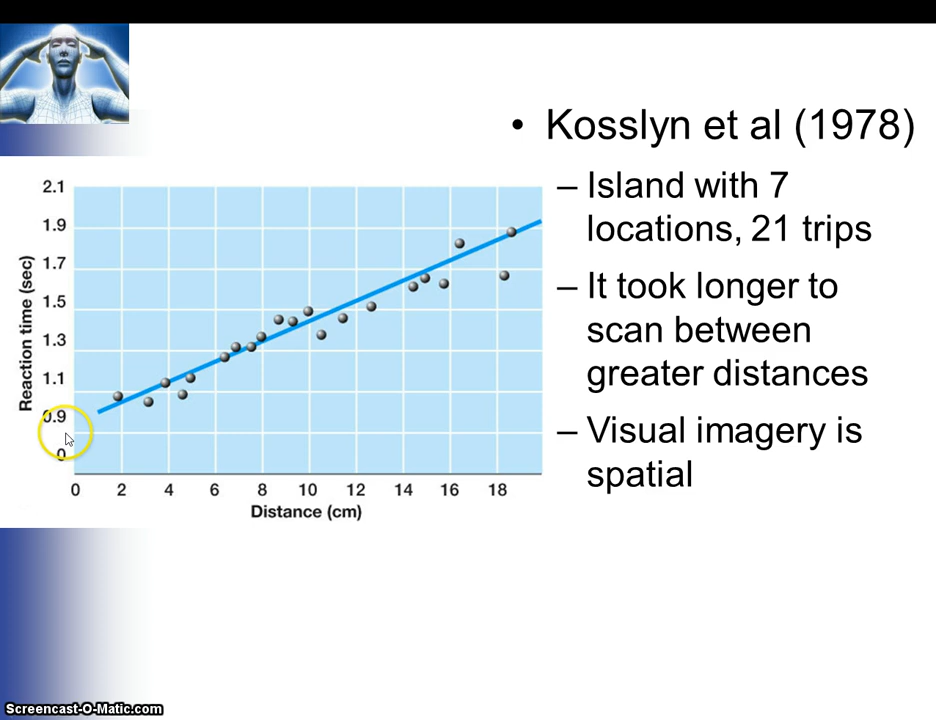 • Kosslyn et al (1978)
– Island with 7
locations, 21 trips
– It took longer to
scan between
greater distances
– Visual imagery is
spatial
Reaction time (sec)
2.1
1.9
1.7
1.5
1.3
1.1
0.9
0
0 2 4 6 8 10 12 14 16 18
Distance (cm)
Screencast-O-Matic.com